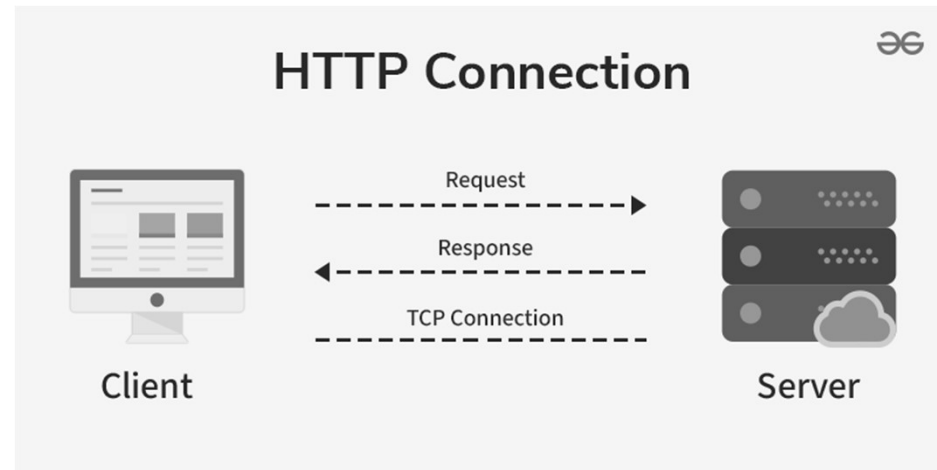 HTTP Connection
Request
Response
TCP Connection
Client
Server